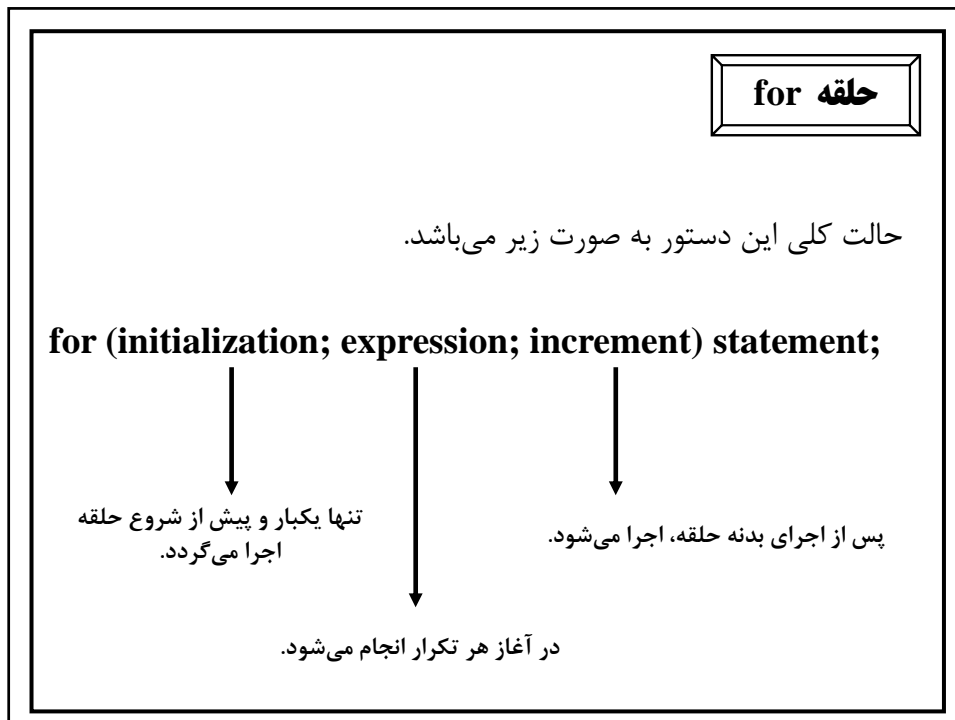 حلقه for
حالت کلی این دستور به صورت زیر می‌باشد.
for (initialization; expression; increment) statement;
تنها یکبار و پیش از شروع حلقه
اجرا می‌گردد.
پس از اجرای بدنه حلقه، اجرا می‌شود.
در آغاز هر تکرار انجام می‌شود.